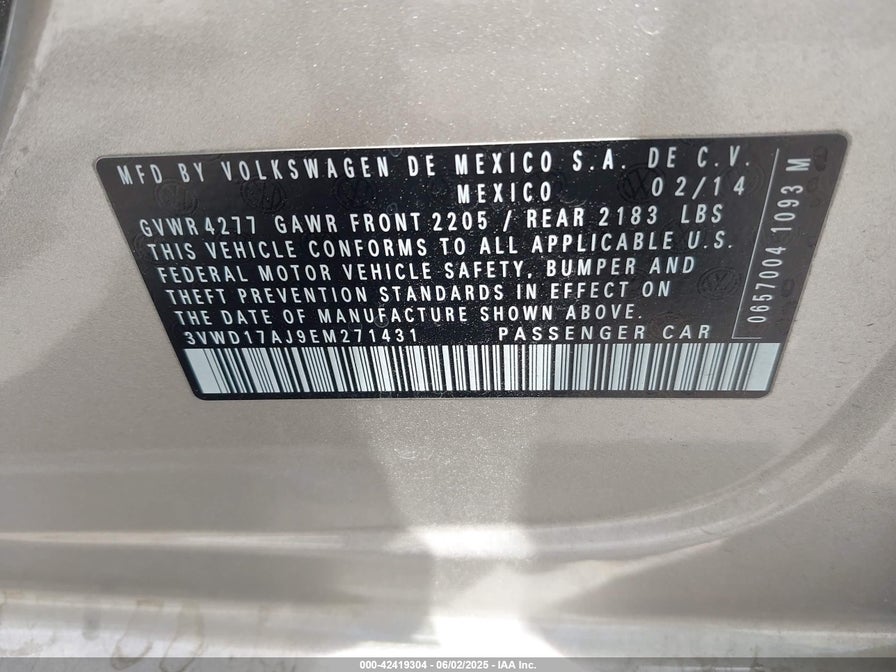 MFD BY VOLKSWAGEN DE MEXICO S.A. DE C.V.
MEXICO 02/14
GVWR 4277 GAWR FRONT 2205 / REAR 2183 LBS
THIS VEHICLE CONFORMS TO ALL APPLICABLE U.S.
FEDERAL MOTOR VEHICLE SAFETY, BUMPER AND
THEFT PREVENTION STANDARDS IN EFFECT ON
THE DATE OF MANUFACTURE SHOWN ABOVE.
3VWD17AJ9EM271431 PASSENGER CAR
0657004 1093 M
000-42419304 | 06/02/2025 - IAA Inc.